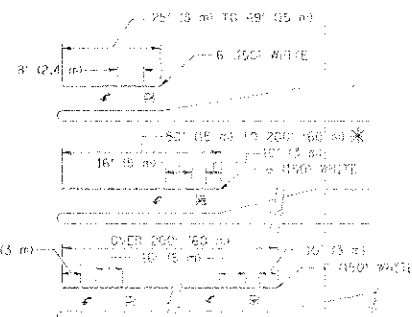 25' (8 m) TO 49' (15 m)
6 (150) WHITE
8' (2.4 m)
50' (15 m) TO 200' (60 m) *
10' (3 m)
16' (5 m)
6 (150) WHITE
OVER 200' (60 m)
(3 m)
16' (5 m)
10' (3 m)
(150) WHITE